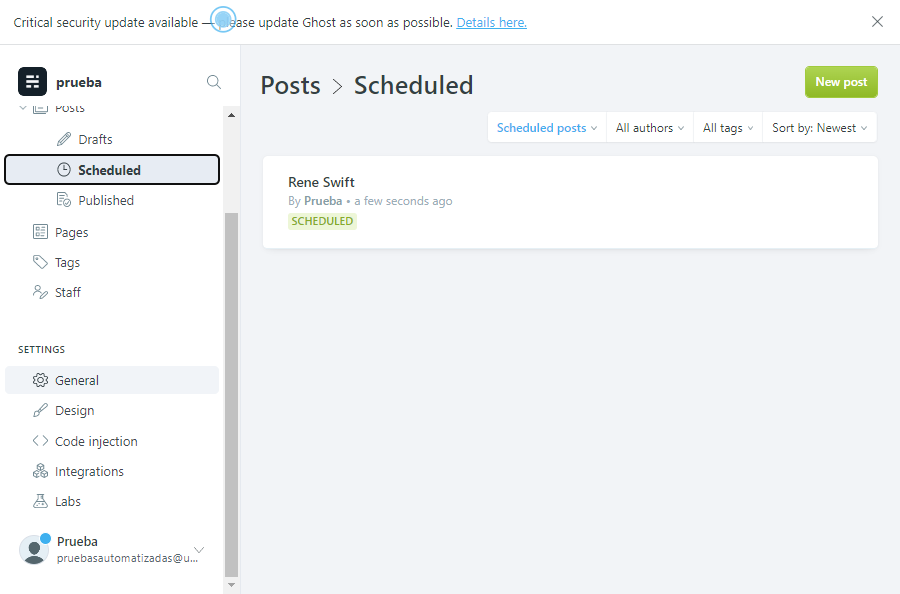 Critical security update available — please update Ghost as soon as possible. Details here.
prueba
Posts
Drafts
Scheduled
Published
Pages
Tags
Staff
SETTINGS
General
Design
Code injection
Integrations
Labs
Prueba
pruebasautomatizadas@u...
Posts > Scheduled
New post
Scheduled posts
All authors
All tags
Sort by: Newest
Rene Swift
By Prueba • a few seconds ago
SCHEDULED